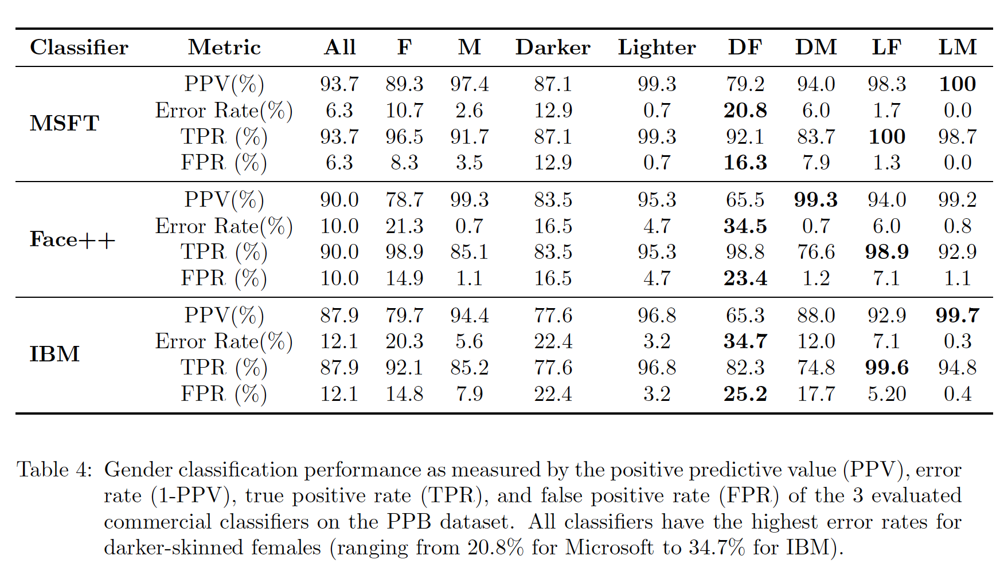 Classifier Metric All F M Darker Lighter DF DM LF LM
PPV(%) 93.7 89.3 97.4 87.1 99.3 79.2 94.0 98.3 100
Error Rate(%) 6.3 10.7 2.6 12.9 0.7 20.8 6.0 1.7 0.0
MSFT
TPR (%) 93.7 96.5 91.7 87.1 99.3 92.1 83.7 100 98.7
FPR (%) 6.3 8.3 3.5 12.9 0.7 16.3 7.9 1.3 0.0
PPV(%) 90.0 78.7 99.3 83.5 95.3 65.5 99.3 94.0 99.2
Error Rate(%) 10.0 21.3 0.7 16.5 4.7 34.5 0.7 6.0 0.8
Face++
TPR (%) 90.0 98.9 85.1 83.5 95.3 98.8 76.6 98.9 92.9
FPR (%) 10.0 14.9 1.1 16.5 4.7 23.4 1.2 7.1 1.1
PPV(%) 87.9 79.7 94.4 77.6 96.8 65.3 88.0 92.9 99.7
Error Rate(%) 12.1 20.3 5.6 22.4 3.2 34.7 12.0 7.1 0.3
IBM
TPR (%) 87.9 92.1 85.2 77.6 96.8 82.3 74.8 99.6 94.8
FPR (%) 12.1 14.8 7.9 22.4 3.2 25.2 17.7 5.20 0.4
Table 4: Gender classification performance as measured by the positive predictive value (PPV), error
rate (1-PPV), true positive rate (TPR), and false positive rate (FPR) of the 3 evaluated
commercial classifiers on the PPB dataset. All classifiers have the highest error rates for
darker-skinned females (ranging from 20.8% for Microsoft to 34.7% for IBM).